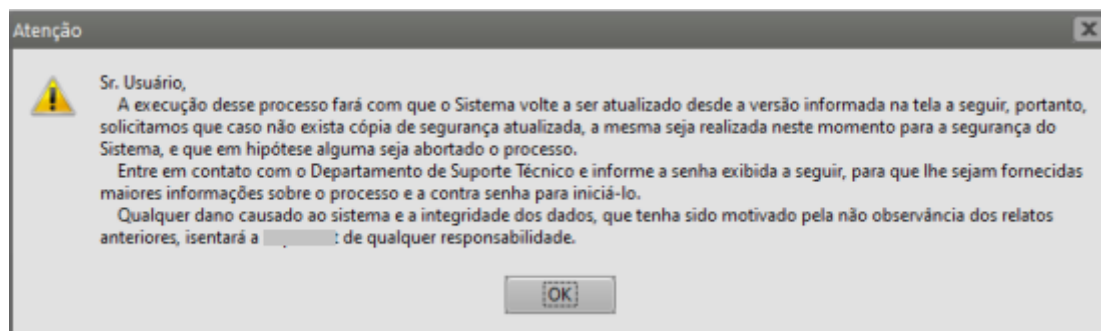 Atenção
Sr. Usuário,
A execução desse processo fará com que o Sistema volte a ser atualizado desde a versão informada na tela a seguir, portanto,
solicitamos que caso não exista cópia de segurança atualizada, a mesma seja realizada neste momento para a segurança do
Sistema, e que em hipótese alguma seja abortado o processo.
Entre em contato com o Departamento de Suporte Técnico e informe a senha exibida a seguir, para que lhe sejam fornecidas
maiores informações sobre o processo e a contra senha para iniciá-lo.
Qualquer dano causado ao sistema e a integridade dos dados, que tenha sido motivado pela não observância dos relatos
anteriores, isentará a de qualquer responsabilidade.
OK